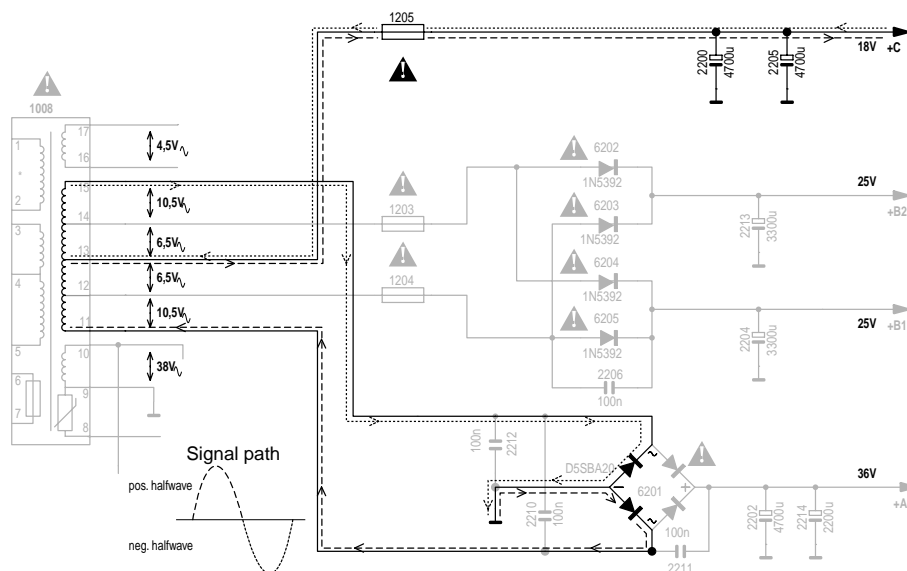 1205
18V
+C
2200
4700u
2205
4700u
1008
17
4,5V
16
1
*
2
15
10,5V
14
1203
6202
1N5392
25V
+B2
2213
3300u
6203
1N5392
3
13
6,5V
6,5V
4
12
1204
6204
1N5392
25V
+B1
2204
3300u
10,5V
11
6205
1N5392
2206
100n
5
10
38V
6
9
7
8
Signal path
pos. halfwave
neg. halfwave
100n
2212
D5SBA20
6201
~
~
+
−
36V
+A
2210
100n
100n
2211
2202
4700u
2214
2200u